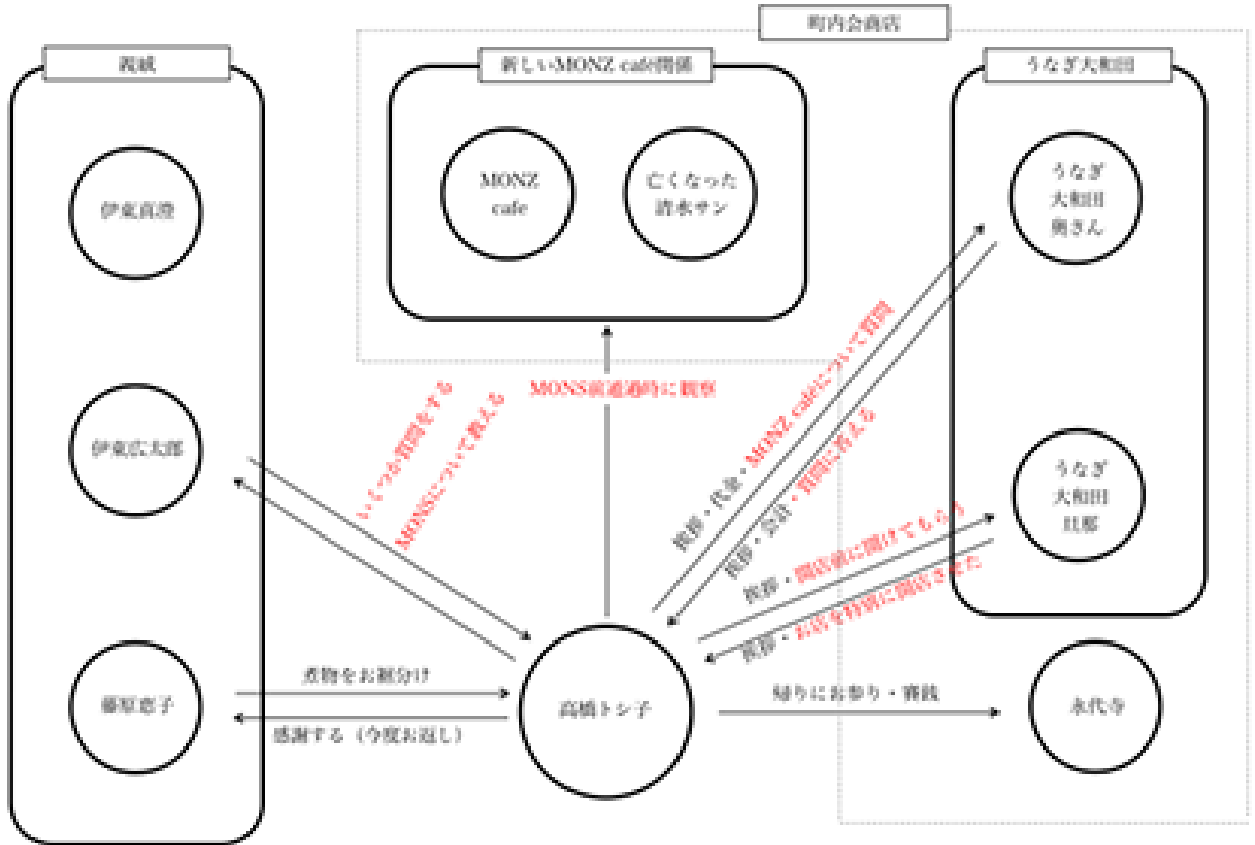 町内会商店
親戚
新しいMONZ cafe関係
うなぎ大和田
伊東真澄
MONZ
cafe
亡くなった
清水サン
うなぎ
大和田
奥さん
MONS前通過時に観察
いくつか質問をする
MONSについて教える
挨拶・代金・MONZ cafeについて質問
挨拶・会計・質問に答える
伊東広太郎
うなぎ
大和田
旦那
挨拶・開店前に開けてもらう
挨拶・お店を特別に開店させた
藤原恵子
煮物をお裾分け
感謝する（今度お返し）
高橋トシ子
帰りにお参り・賽銭
永代寺